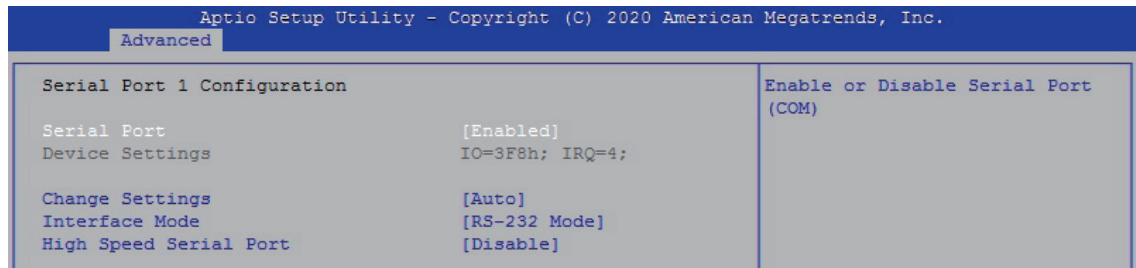 Aptio Setup Utility - Copyright (C) 2020 American Megatrends, Inc.
Advanced
Serial Port 1 Configuration
Serial Port [Enabled]
Device Settings IO=3F8h; IRQ=4;
Change Settings [Auto]
Interface Mode [RS-232 Mode]
High Speed Serial Port [Disable]
Enable or Disable Serial Port
(COM)